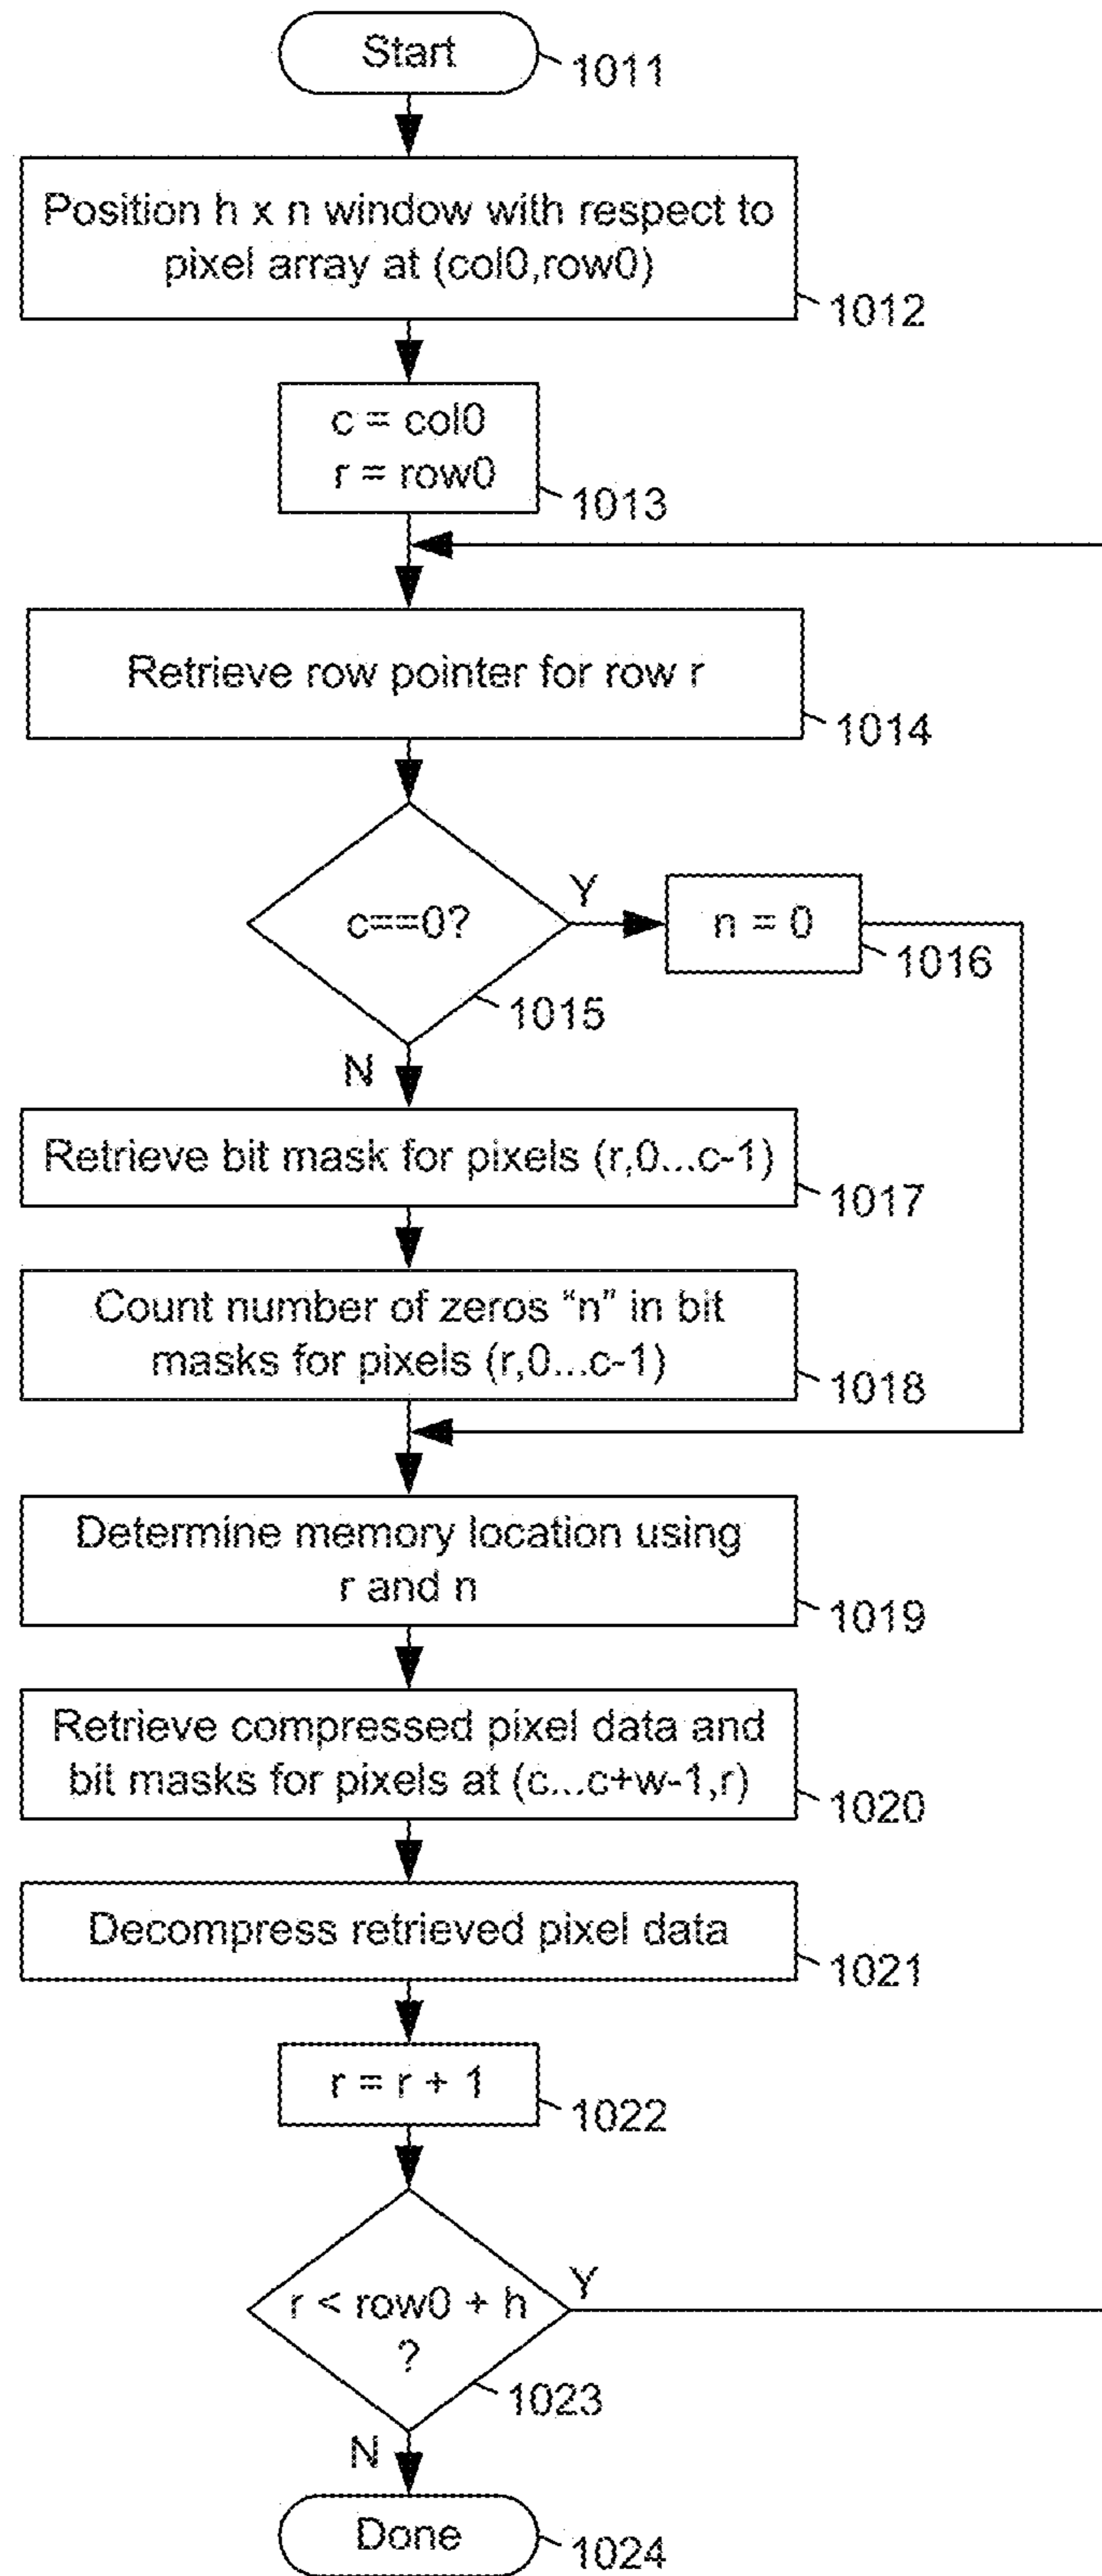 Start
1011
Position h x n window with respect to
pixel array at (col0,row0)
1012
c = col0
r = row0
1013
Retrieve row pointer for row r
1014
c==0?
Y
n = 0
1016
1015
N
Retrieve bit mask for pixels (r,0...c-1)
1017
Count number of zeros “n” in bit
masks for pixels (r,0...c-1)
1018
Determine memory location using
r and n
1019
Retrieve compressed pixel data and
bit masks for pixels at (c...c+w-1,r)
1020
Decompress retrieved pixel data
1021
r = r + 1
1022
r < row0 + h
?
Y
1023
N
Done
1024